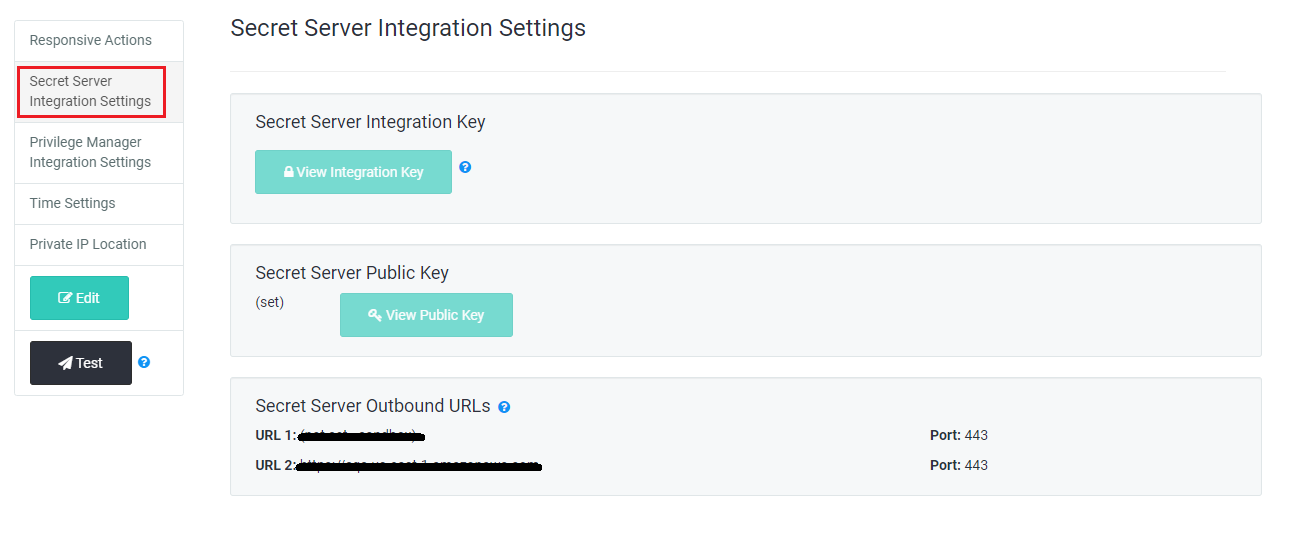 Secret Server Integration Settings
Responsive Actions
Secret Server
Integration Settings
Privilege Manager
Integration Settings
Time Settings
Private IP Location
Edit
Test
Secret Server Integration Key
View Integration Key
Secret Server Public Key
(set)
View Public Key
Secret Server Outbound URLs
URL 1:
Port: 443
URL 2:
Port: 443